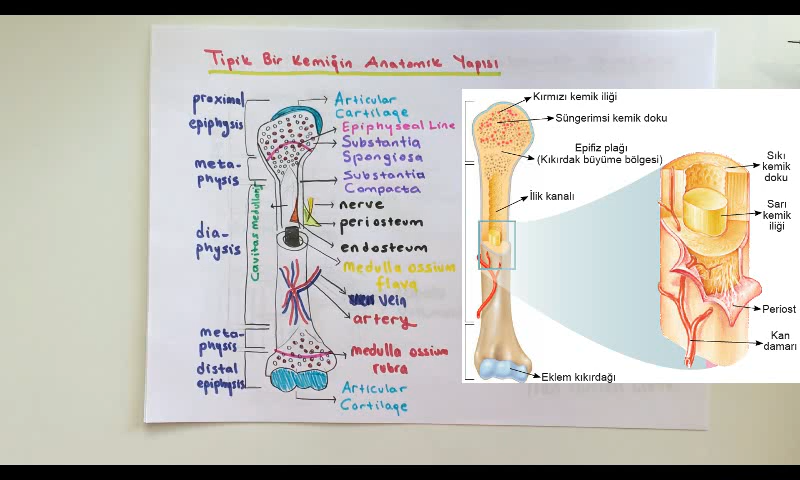 Tipik Bir Kemiğin Anatomik Yapısı
proximal
epiphysis
meta-
physis
Cavitas medullaris
dia-
physis
meta-
physis
distal
epiphysis
Articular
Cartilage
Epiphyseal Line
Substantia
Spongiosa
Substantia
Compacta
nerve
periosteum
endosteum
medulla ossium
flava
vein
artery
medulla ossium
rubra
Articular
Cortilage
Kırmızı kemik iliği
Süngerimsi kemik doku
Epifiz plağı
(Kıkırdak büyüme bölgesi)
İlik kanalı
Eklem kıkırdağı
Sıkı
kemik
doku
Sarı
kemik
iliği
Periost
Kan
damarı